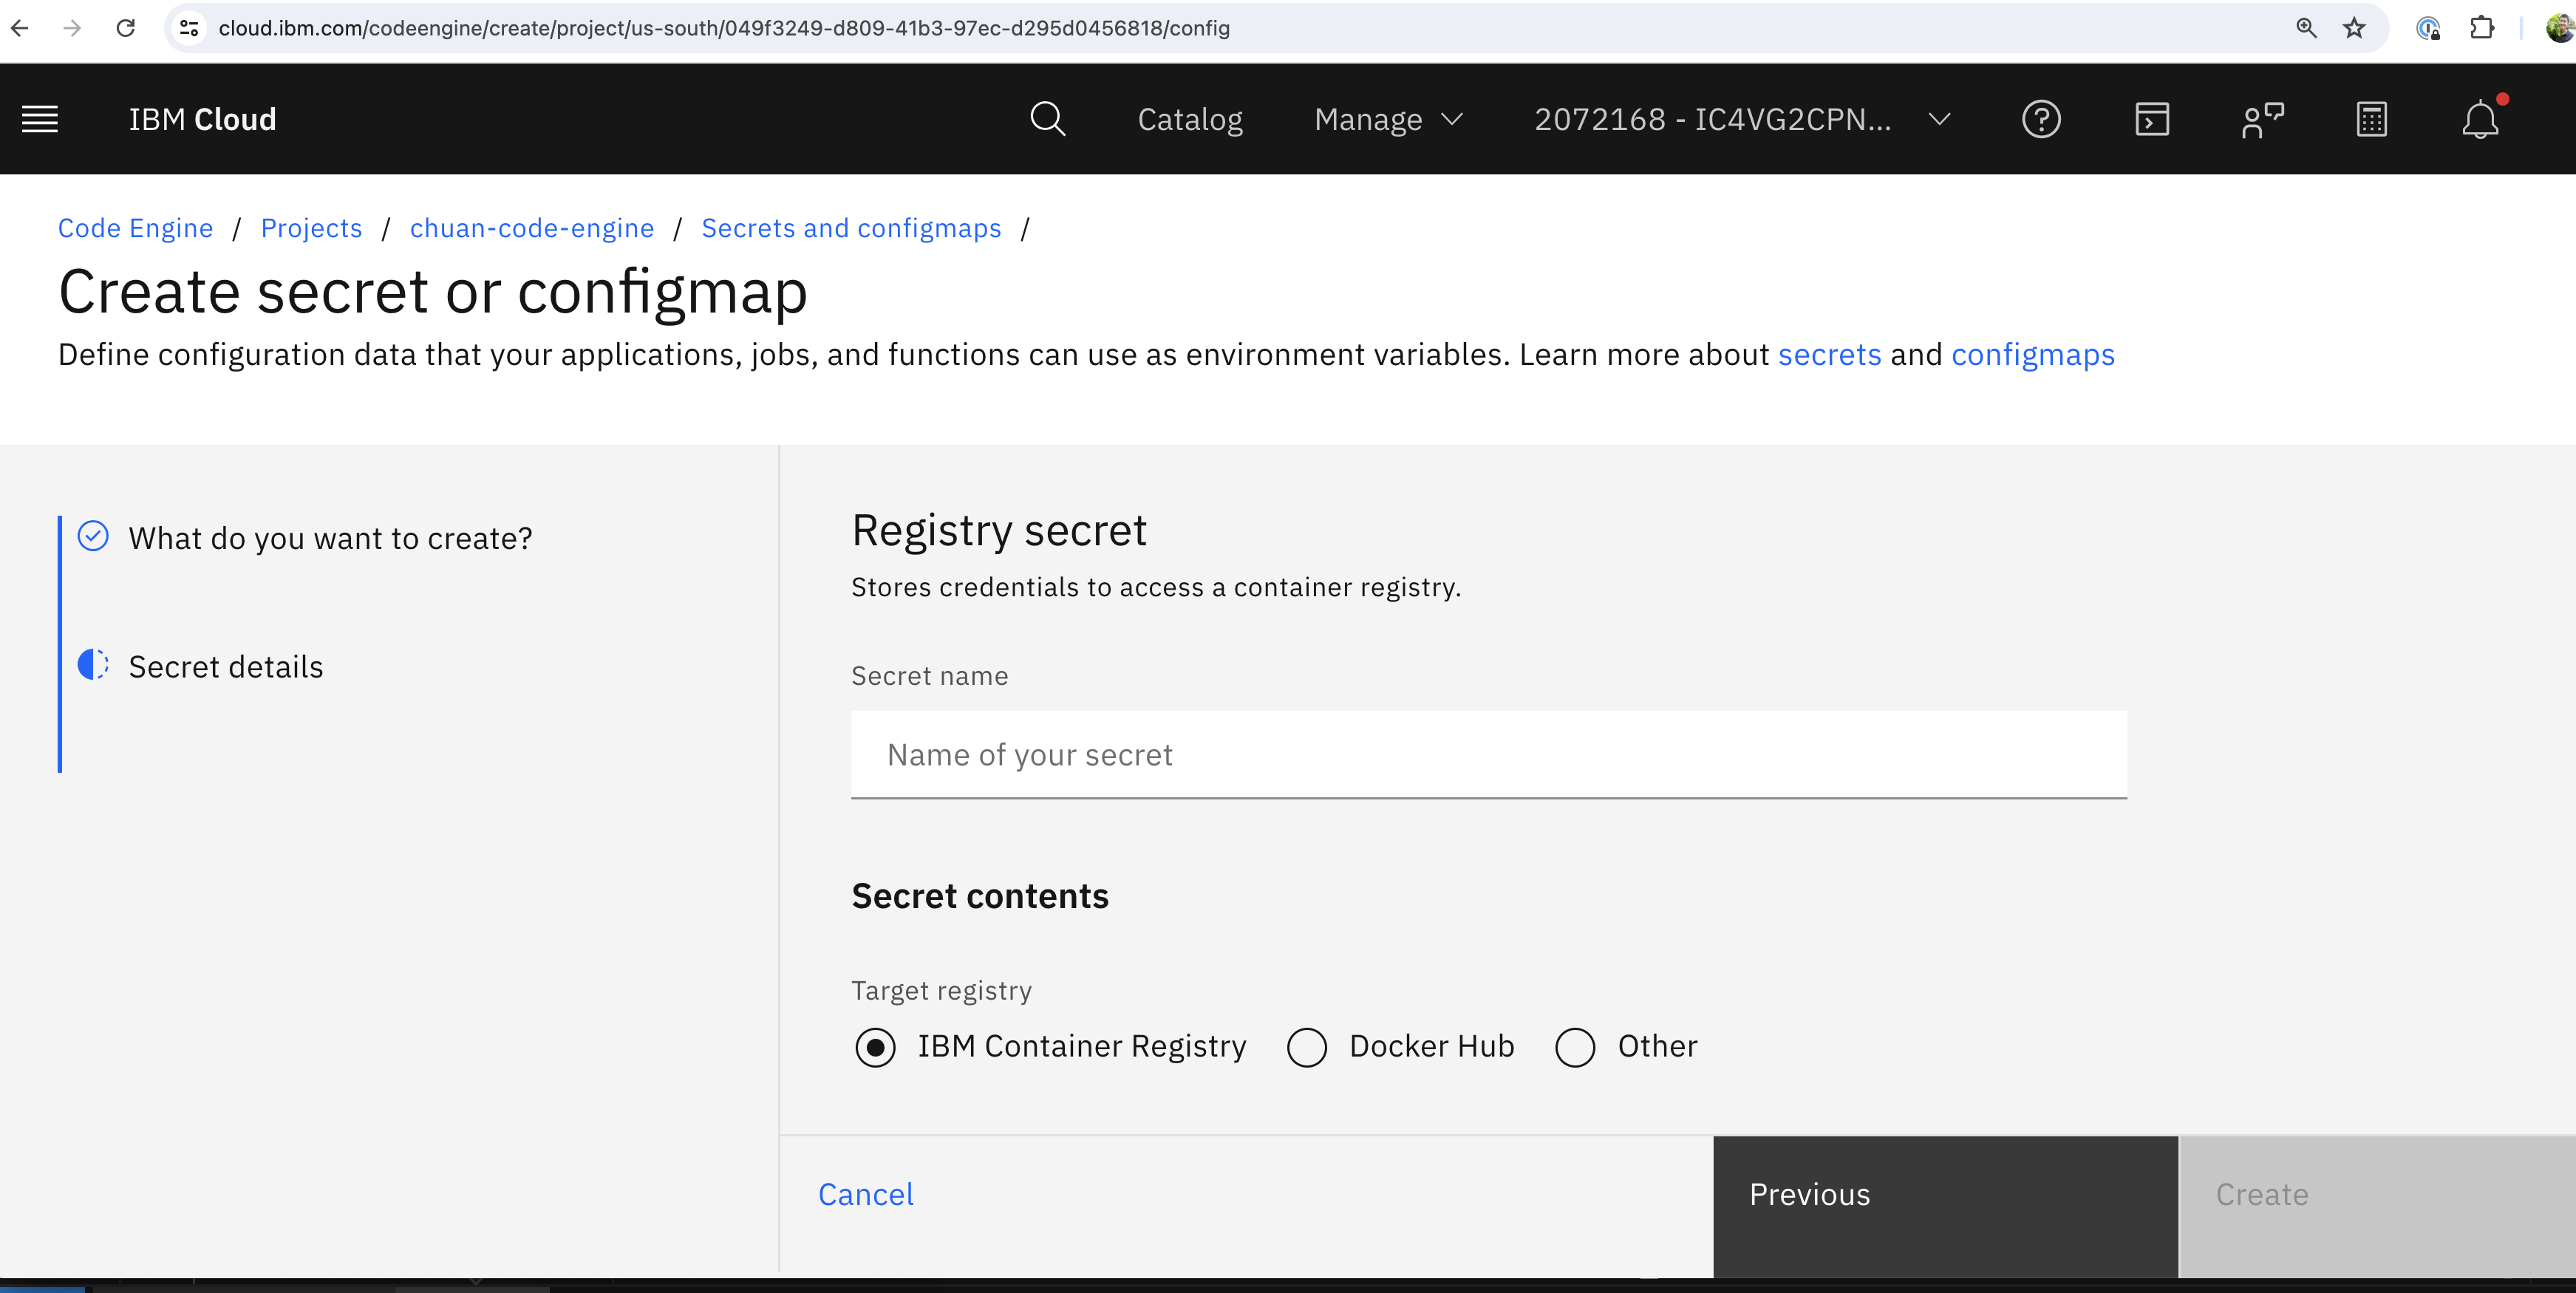 cloud.ibm.com/codeengine/create/project/us-south/049f3249-d809-41b3-97ec-d295d0456818/config
IBM Cloud
Catalog
Manage
2072168 - IC4VG2CPN...
Code Engine / Projects / chuan-code-engine / Secrets and configmaps /
Create secret or configmap
Define configuration data that your applications, jobs, and functions can use as environment variables. Learn more about secrets and configmaps
What do you want to create?
Secret details
Registry secret
Stores credentials to access a container registry.
Secret name
Name of your secret
Secret contents
Target registry
IBM Container Registry
Docker Hub
Other
Cancel
Previous
Create